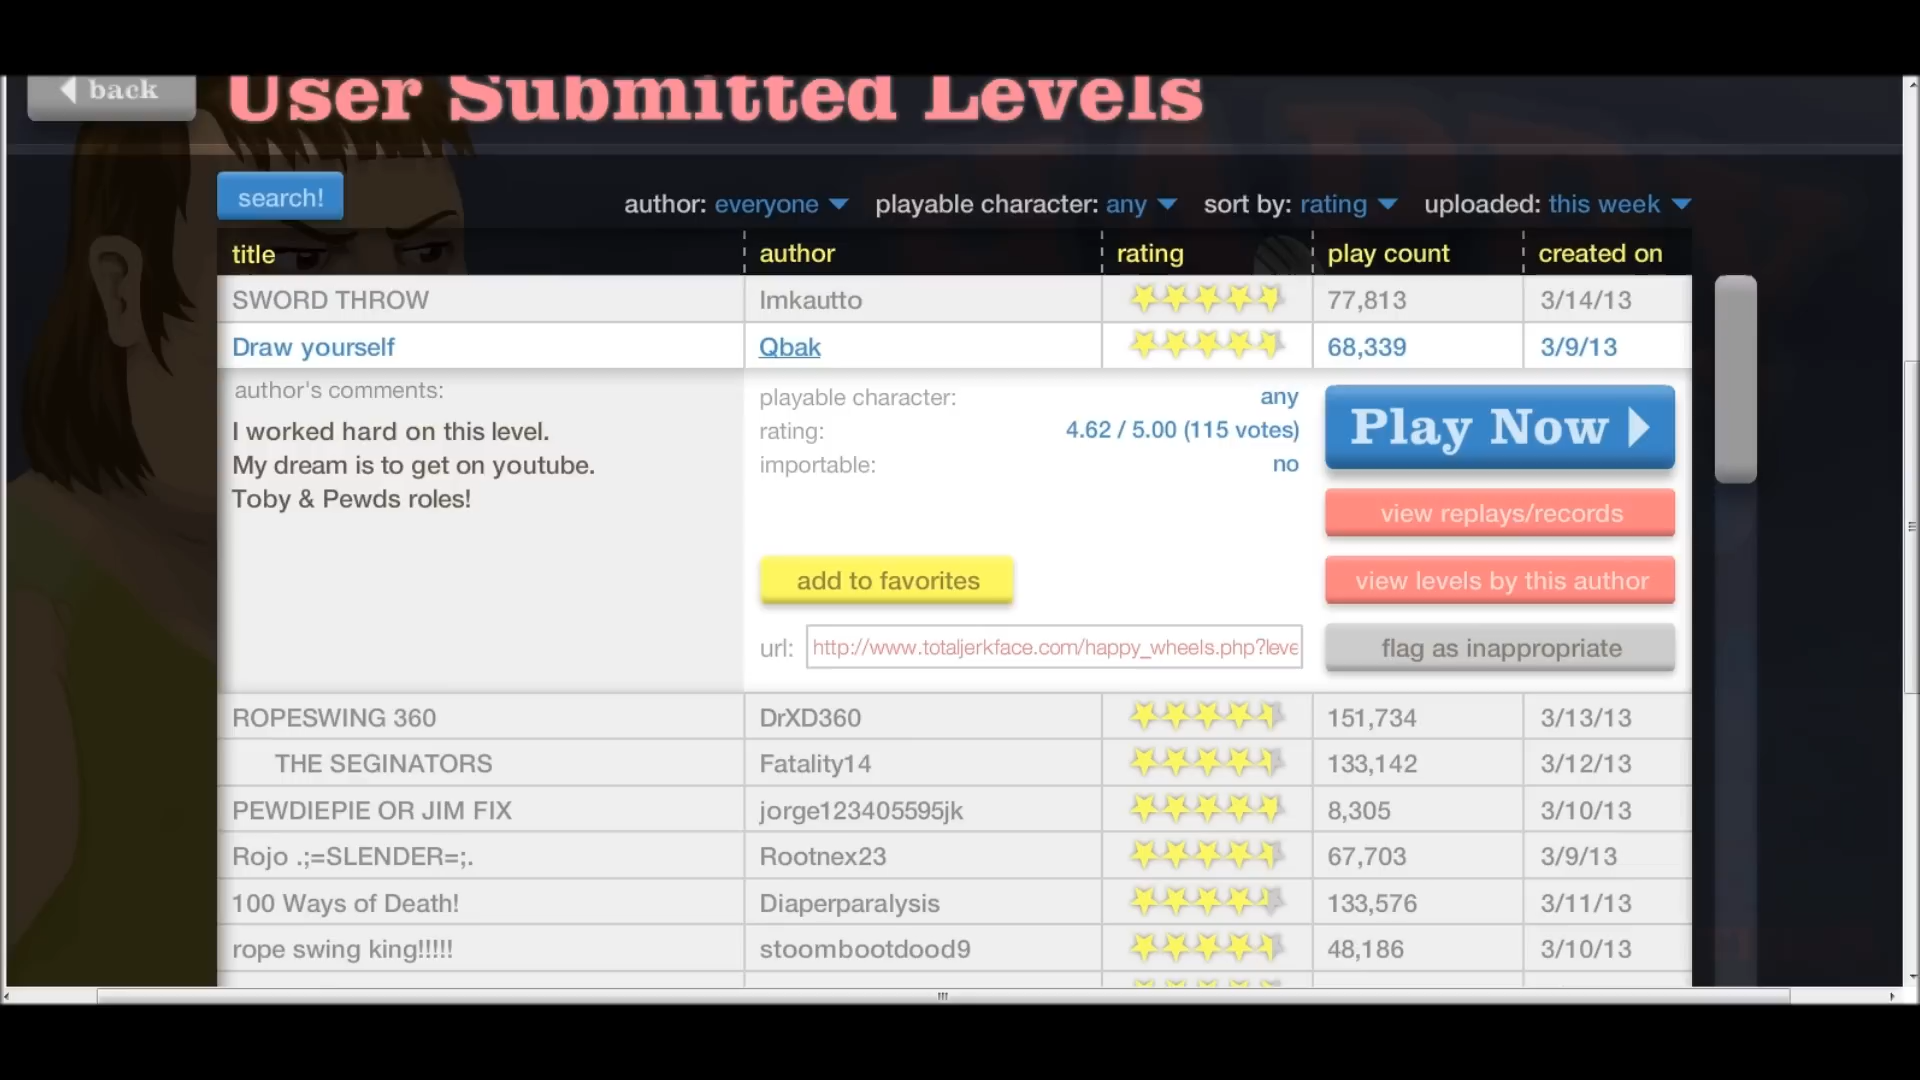 back
User Submitted Levels
search!
author: everyone playable character: any sort by: rating uploaded: this week
title author rating play count created on
SWORD THROW Imkautto 77,813 3/14/13
Draw yourself Qbak 68,339 3/9/13
author's comments:
I worked hard on this level.
My dream is to get on youtube.
Toby & Pewds roles!
playable character: any
rating: 4.62 / 5.00 (115 votes)
importable: no
add to favorites
url: http://www.totaljerkface.com/happy_wheels.php?leve
Play Now
view replays/records
view levels by this author
flag as inappropriate
ROPESWING 360 DrXD360 151,734 3/13/13
THE SEGINATORS Fatality14 133,142 3/12/13
PEWDIEPIE OR JIM FIX jorge123405595jk 8,305 3/10/13
Rojo .;=SLENDER=;. Rootnex23 67,703 3/9/13
100 Ways of Death! Diaperparalysis 133,576 3/11/13
rope swing king!!!!! stoombootdood9 48,186 3/10/13